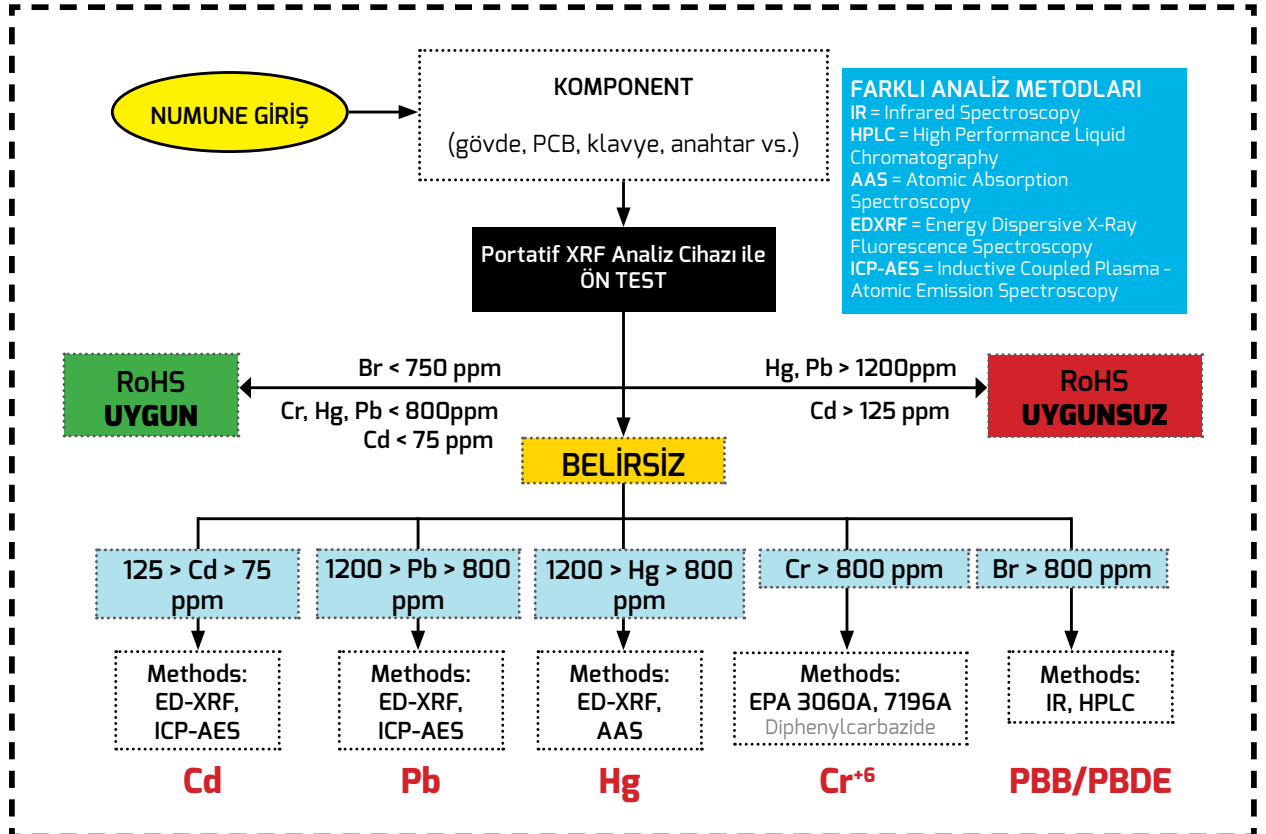 NUMUNE GİRİŞ
KOMPONENT
(gövde, PCB, klavye, anahtar vs.)
FARKLI ANALİZ METODLARI
IR = Infrared Spectroscopy
HPLC = High Performance Liquid
Chromatography
AAS = Atomic Absorption
Spectroscopy
EDXRF = Energy Dispersive X-Ray
Fluorescence Spectroscopy
ICP-AES = Inductive Coupled Plasma -
Atomic Emission Spectroscopy
Portatif XRF Analiz Cihazı ile
ÖN TEST
RoHS
UYGUN
Br < 750 ppm
Cr, Hg, Pb < 800ppm
Cd < 75 ppm
Hg, Pb > 1200ppm
Cd > 125 ppm
RoHS
UYGUNSUZ
BELİRSİZ
125 > Cd > 75
ppm
1200 > Pb > 800
ppm
1200 > Hg > 800
ppm
Cr > 800 ppm
Br > 800 ppm
Methods:
ED-XRF,
ICP-AES
Methods:
ED-XRF,
ICP-AES
Methods:
ED-XRF,
AAS
Methods:
EPA 3060A, 7196A
Diphenylcarbazide
Methods:
IR, HPLC
Cd
Pb
Hg
Cr⁺⁶
PBB/PBDE